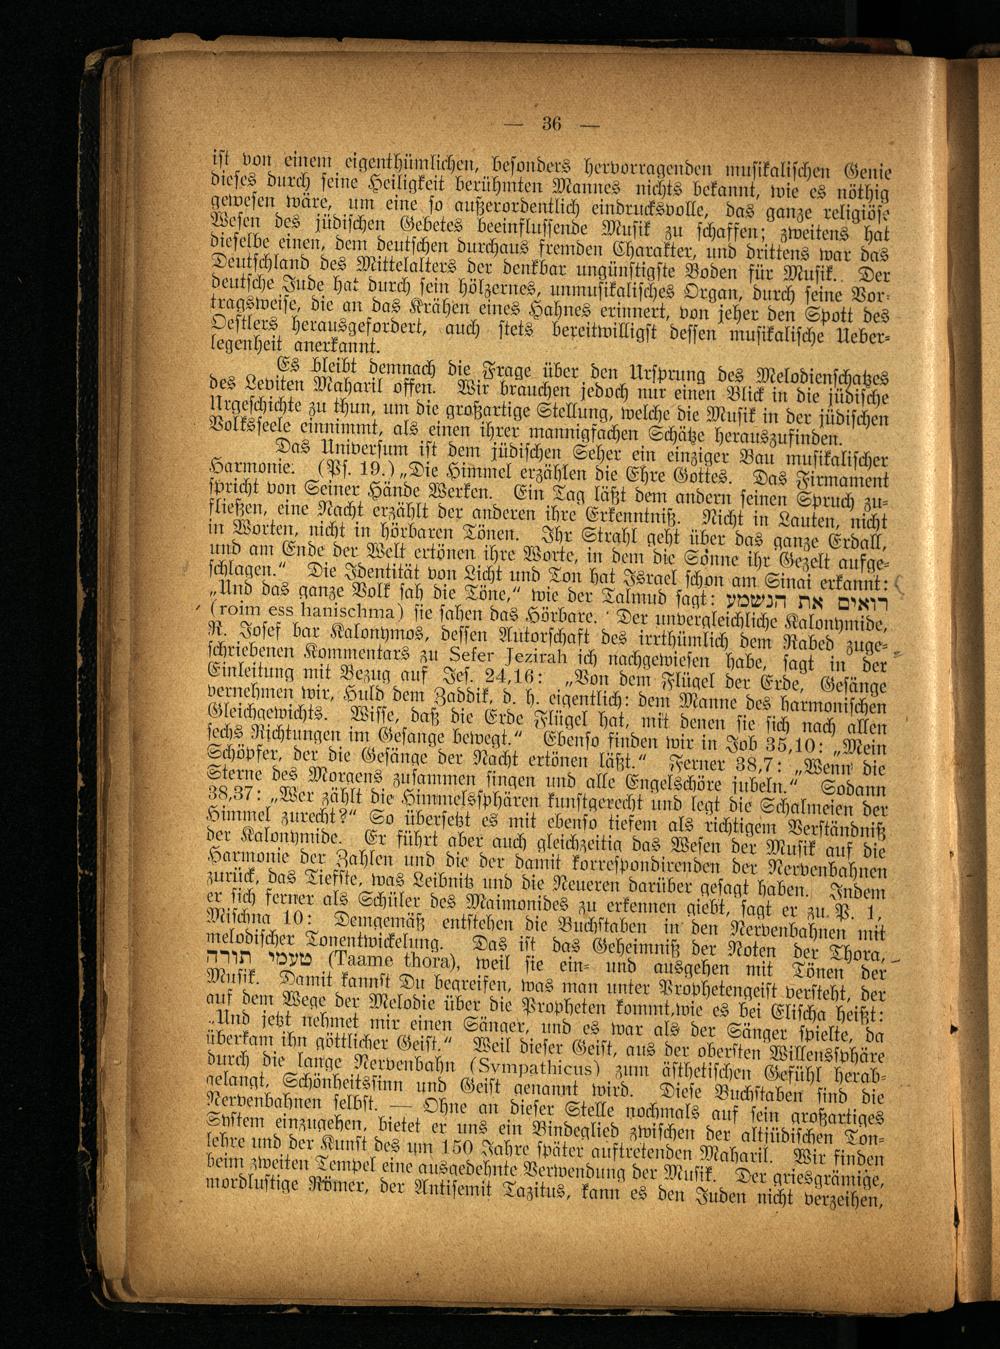 — 36 —
ist von einem eigenthümlichen, besonders hervorragenden musikalischen Genie
dieses durch seine Heiligkeit berühmten Mannes nichts bekannt, wie es nöthig
gewesen wäre, um eine so außerordentlich eindrucksvolle, das ganze religiöse
Wesen des jüdischen Gebetes beeinflussende Musik zu schaffen; zweitens hat
dieselbe einen, dem deutschen durchaus fremden Charakter, und drittens war das
Deutschland des Mittelalters der denkbar ungünstigste Boden für Musik.. Der
deutsche Jude hat durch sein hölzernes, unmusikalisches Organ, durch seine Vor-
tragsweise, die an das Krähen eines Hahnes erinnert, von jeher den Spott des
Oestlers herausgefordert, auch stets bereitwilligst dessen musikalische Ueber-
legenheit anerkannt.
Es bleibt demnach die Frage über den Ursprung des Melodienschatzes
des Leviten Maharil offen. Wir brauchen jedoch nur einen Blick in die jüdische
Urgeschichte zu thun, um die großartige Stellung, welche die Musik in der jüdischen
Volksseele einnimmt, als einen ihrer mannigfachen Schätze herauszufinden.
Das Universum ist dem jüdischen Seher ein einziger Bau musikalischer
Harmonie. (Ps. 19.) „Die Himmel erzählen die Ehre Gottes. Das Firmament
spricht von Seiner Hände Werken. Ein Tag läßt dem andern seinen Spruch zu-
fließen, eine Nacht erzählt der anderen ihre Erkenntniß. Nicht in Lauten, nicht
in Worten, nicht in hörbaren Tönen. Ihr Strahl geht über das ganze Erdall,
und am Ende der Welt ertönen ihre Worte, in dem die Sonne ihr Gezelt aufge-
schlagen.“ Die Identität von Licht und Ton hat Israel schon am Sinai erkannt:
„Und das ganze Volk sah die Töne,“ wie der Talmud sagt: רואים את הנשמע
(roim ess hanischma) sie sahen das Hörbare. Der unvergleichliche Kalonymide,
R. Josef bar Kalonymos, dessen Autorschaft des irrthümlich dem Rabed zuge-
schriebenen Kommentars zu Sefer Jezirah ich nachgewiesen habe, sagt in der
Einleitung mit Bezug auf Jes. 24,16: „Von dem Flügel der Erde, Gesänge
vernehmen wir, Huld dem Zaddik, d. h. eigentlich: dem Manne des harmonischen
Gleichgewichts. Wisse, daß die Erde Flügel hat, mit denen sie sich nach allen
sechs Richtungen im Gesange bewegt.“ Ebenso finden wir in Job 35,10: „Mein
Schöpfer, der die Gesänge der Nacht ertönen läßt.“ Ferner 38,7: „Wenn die
Sterne des Morgens zusammen singen und alle Engelschöre jubeln.“ Sodann
38,37: „Wer zählt die Himmelssphären kunstgerecht und legt die Schalmeien der
Himmel zurecht?“ So übersetzt es mit ebenso tiefem als richtigem Verständniß
der Kalonymide. Er führt aber auch gleichzeitig das Wesen der Musik auf die
Harmonie der Zahlen und die der damit korrespondirenden der Nervenbahnen
zurück, das Tiefste, was Leibnitz und die Neueren darüber gesagt haben. Indem
er sich ferner als Schüler des Maimonides zu erkennen giebt, sagt er zu P. 1,
Mischna 10: Demgemäß entstehen die Buchstaben in den Nervenbahnen mit
melodischer Tonentwickelung. Das ist das Geheimniß der Noten der Thora,
טעמי תורה (Taame thora), weil sie ein- und ausgehen mit Tönen der
Musik. Damit kannst Du begreifen, was man unter Prophetengeist versteht, der
auf dem Wege der Melodie über die Propheten kommt,wie es bei Elischa heißt:
„Und jetzt nehmet mir einen Sänger, und es war als der Sänger spielte, da
überkam ihn göttlicher Geist.“ Weil dieser Geist, aus der obersten Willenssphäre
durch die lange Nervenbahn (Sympathicus) zum ästhetischen Gefühl herab-
gelangt, Schönheitssinn und Geist genannt wird. Diese Buchstaben sind die
Nervenbahnen selbst. — Ohne an dieser Stelle nochmals auf sein großartiges
System einzugehen, bietet er uns ein Bindeglied zwischen der altjüdischen Ton-
lehre und der Kunst des um 150 Jahre später auftretenden Maharil. Wir finden
beim zweiten Tempel eine ausgedehnte Verwendung der Musik. Der griesgrämige,
mordlustige Römer, der Antisemit Tazitus, kann es den Juden nicht verzeihen,